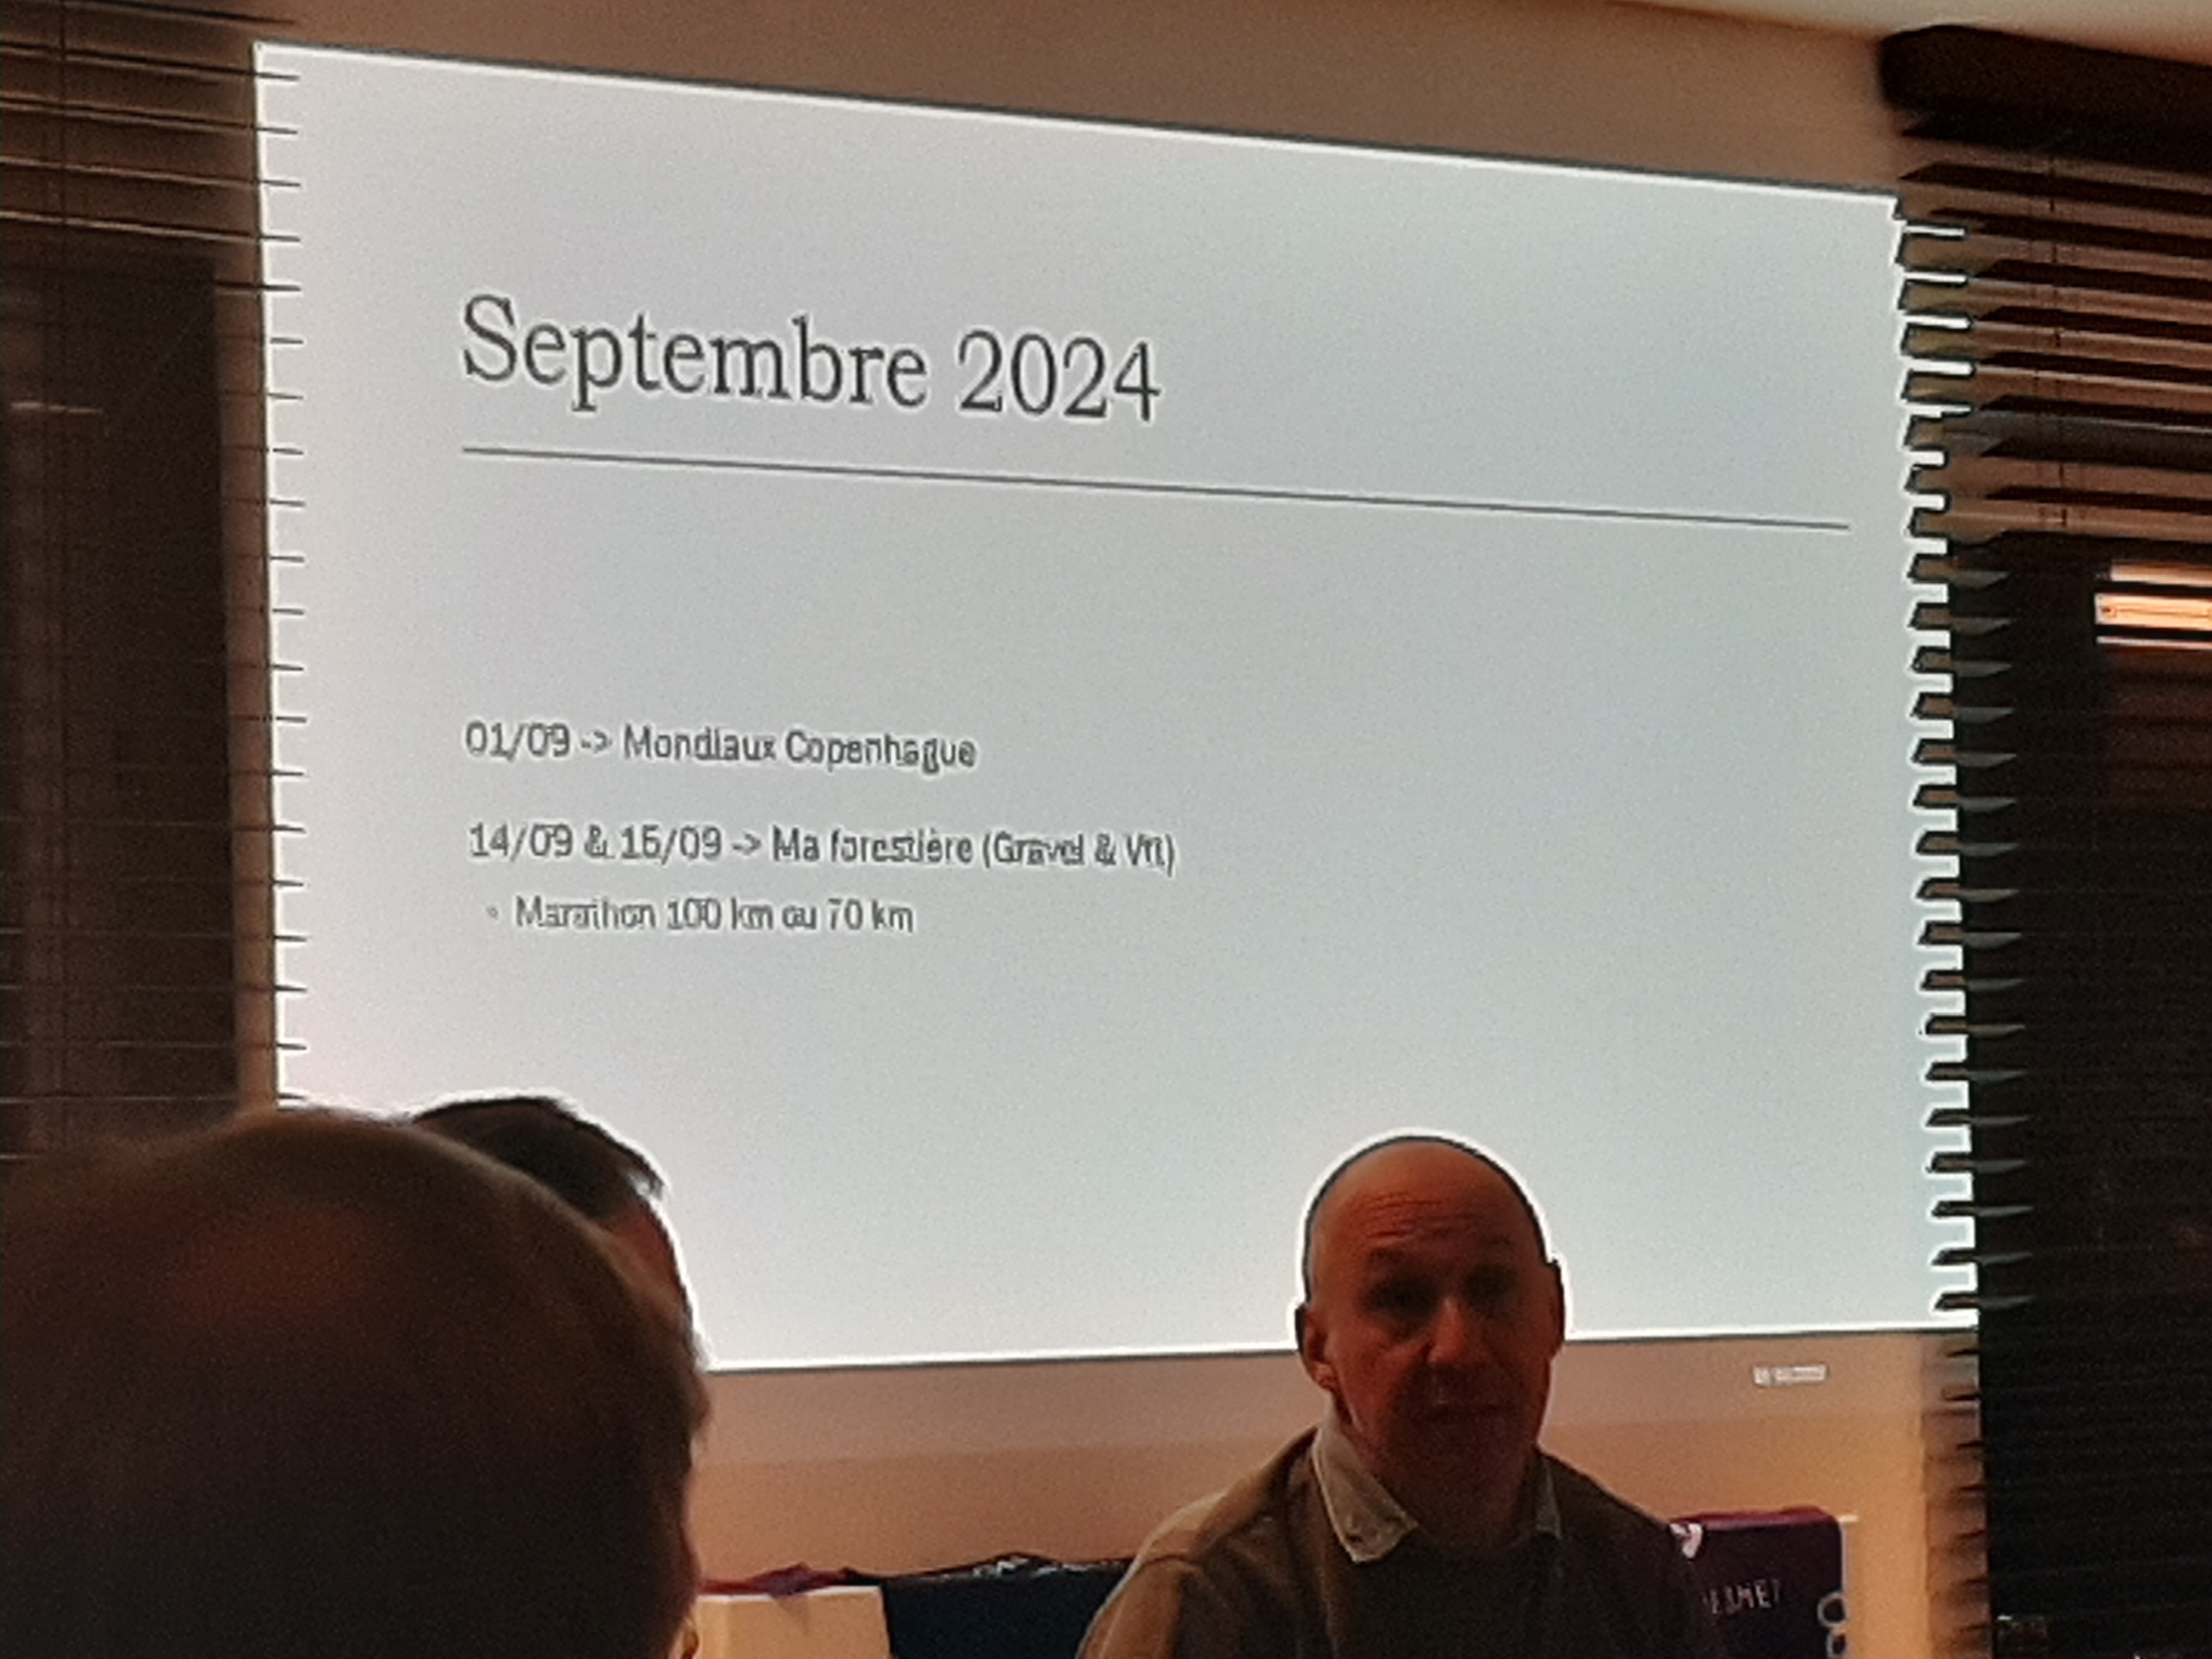 Septembre 2024
01/09 -> Mondiaux Copenhague
14/09 & 15/09 -> Ma forestière (Gravel & Vtt)
◦ Marathon 100 km ou 70 km